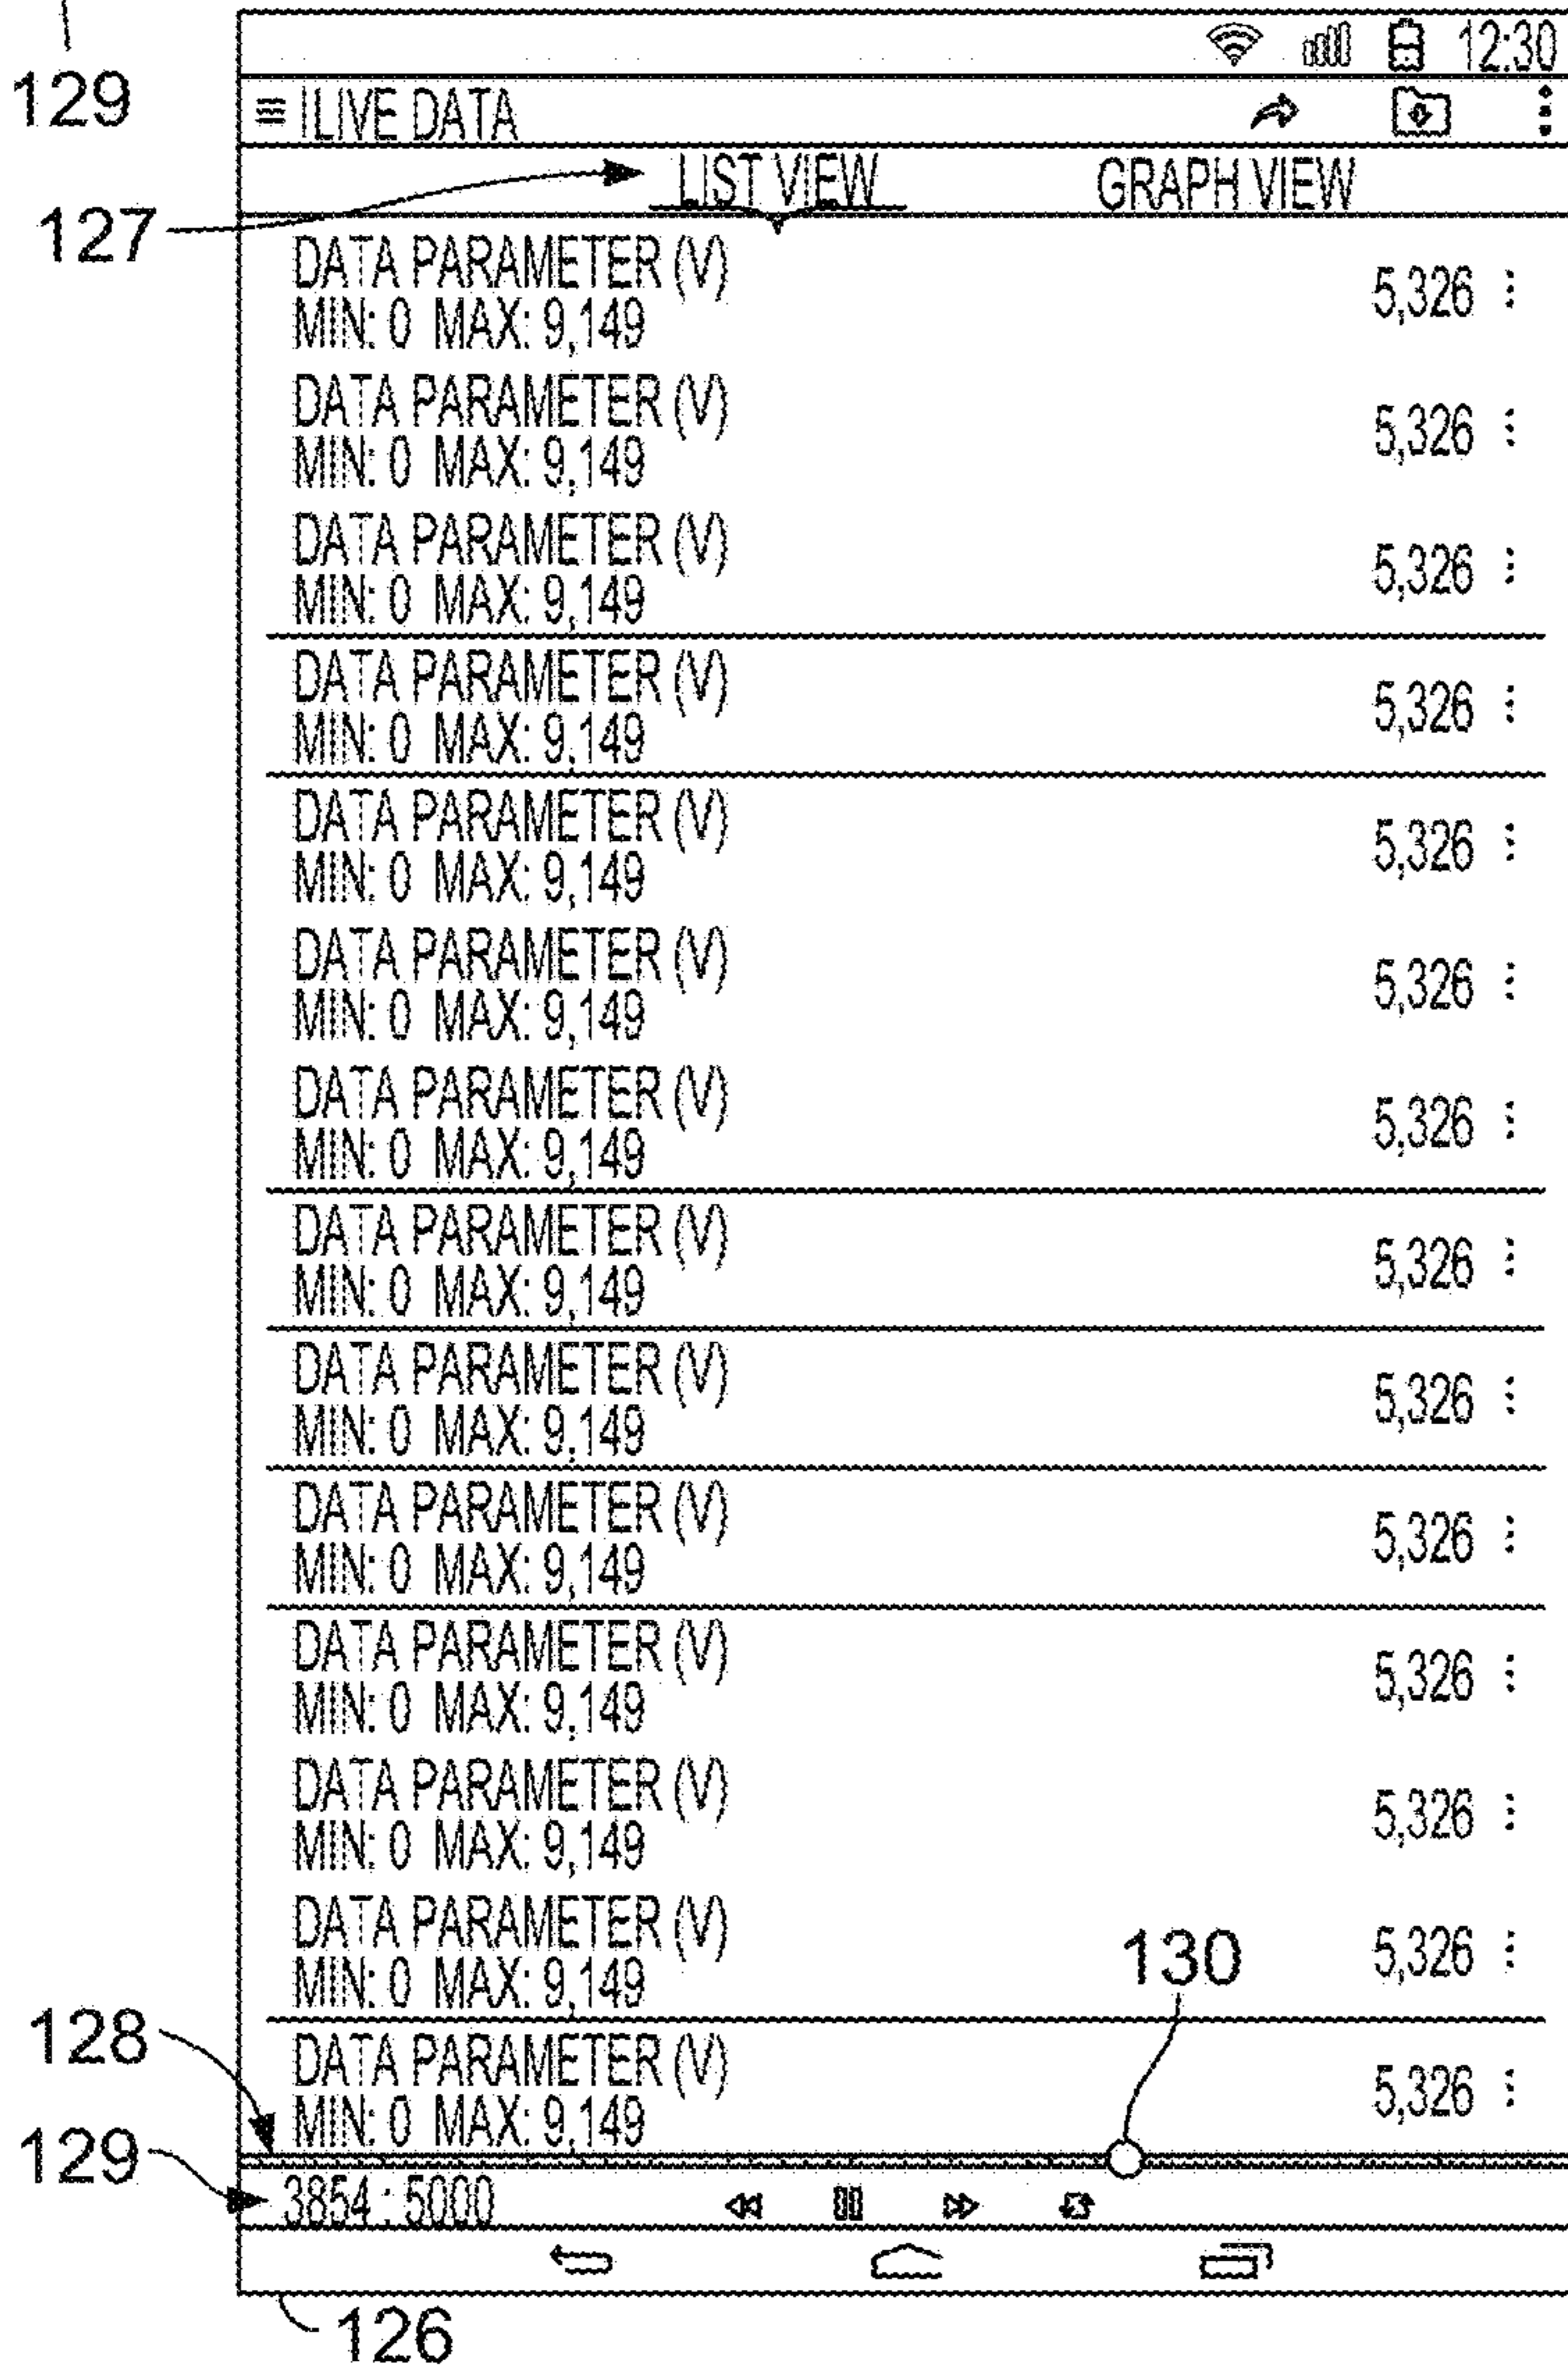 129
12:30
ILIVE DATA
127
LIST VIEW GRAPH VIEW
DATA PARAMETER (V)
MIN: 0 MAX: 9,149
5,326
DATA PARAMETER (V)
MIN: 0 MAX: 9,149
5,326
DATA PARAMETER (V)
MIN: 0 MAX: 9,149
5,326
DATA PARAMETER (V)
MIN: 0 MAX: 9,149
5,326
DATA PARAMETER (V)
MIN: 0 MAX: 9,149
5,326
DATA PARAMETER (V)
MIN: 0 MAX: 9,149
5,326
DATA PARAMETER (V)
MIN: 0 MAX: 9,149
5,326
DATA PARAMETER (V)
MIN: 0 MAX: 9,149
5,326
DATA PARAMETER (V)
MIN: 0 MAX: 9,149
5,326
DATA PARAMETER (V)
MIN: 0 MAX: 9,149
5,326
DATA PARAMETER (V)
MIN: 0 MAX: 9,149
5,326
DATA PARAMETER (V)
MIN: 0 MAX: 9,149
5,326
DATA PARAMETER (V)
MIN: 0 MAX: 9,149
5,326
130
128
DATA PARAMETER (V)
MIN: 0 MAX: 9,149
5,326
129
3854 : 5000
126